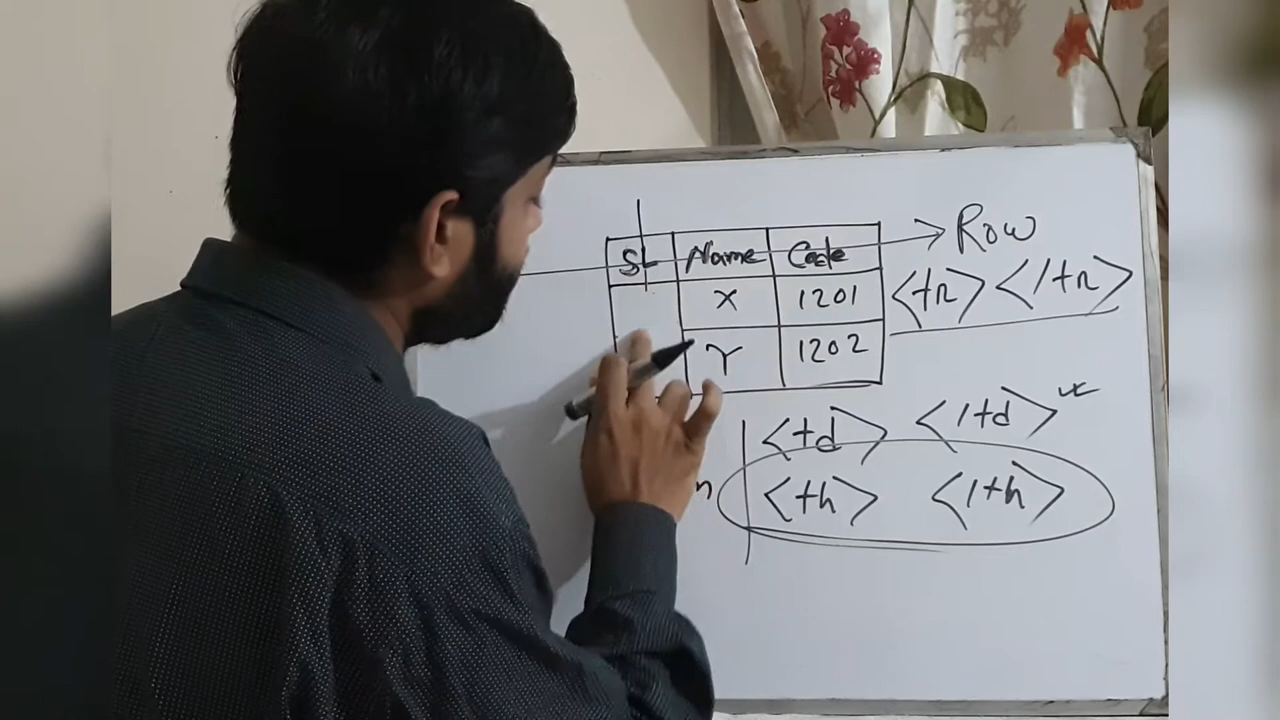 SL Name Code → Row
X 1201 <tr> </tr>
Y 1202
<td> </td>
n <th> </th>